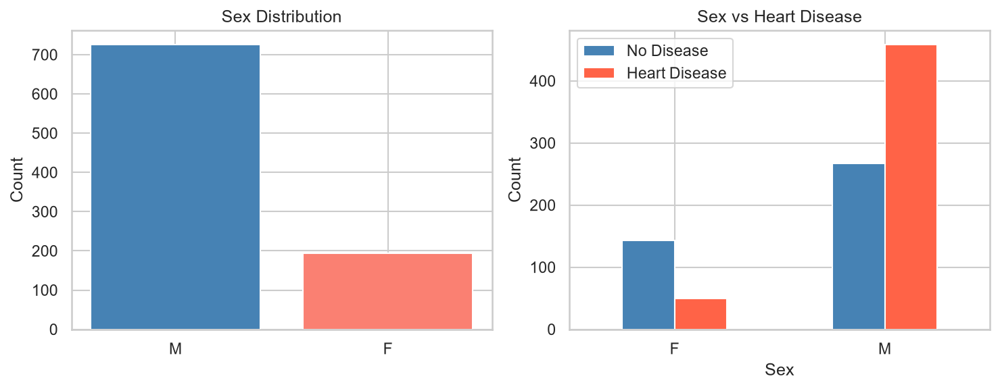 Sex Distribution
Count
700
600
500
400
300
200
100
0
M
F
Sex vs Heart Disease
No Disease
Heart Disease
Count
400
300
200
100
0
F
M
Sex